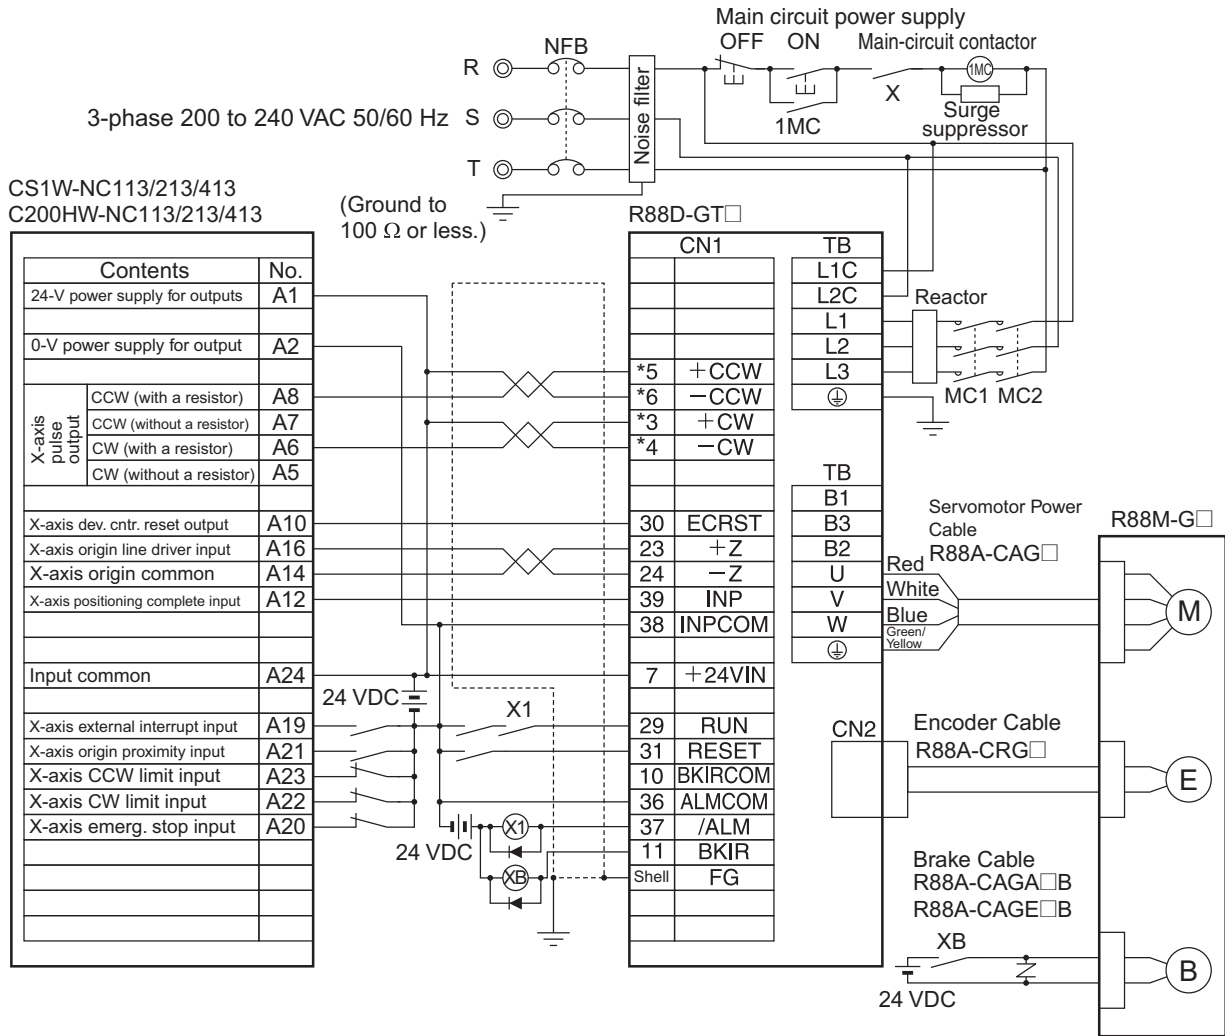 Main circuit power supply
OFF ON Main-circuit contactor
NFB
R
1MC
X
Surge suppressor
1MC
Noise filter
3-phase 200 to 240 VAC 50/60 Hz S
T
CS1W-NC113/213/413
C200HW-NC113/213/413
(Ground to
100 Ω or less.)
R88D-GT□
Contents No.
24-V power supply for outputs A1
0-V power supply for output A2
X-axis pulse output
CCW (with a resistor) A8
CCW (without a resistor) A7
CW (with a resistor) A6
CW (without a resistor) A5
X-axis dev. cntr. reset output A10
X-axis origin line driver input A16
X-axis origin common A14
X-axis positioning complete input A12
Input common A24
X-axis external interrupt input A19
X-axis origin proximity input A21
X-axis CCW limit input A23
X-axis CW limit input A22
X-axis emerg. stop input A20
24 VDC
X1
X1
24 VDC
XB
CN1
*5 +CCW
*6 −CCW
*3 +CW
*4 −CW
30 ECRST
23 +Z
24 −Z
39 INP
38 INPCOM
7 +24VIN
29 RUN
31 RESET
10 BKIRCOM
36 ALMCOM
37 /ALM
11 BKIR
Shell FG
TB
L1C
L2C
L1
L2
L3
Reactor
MC1 MC2
TB
B1
B3
B2
U
V
W
Red
White
Blue
Green/
Yellow
Servomotor Power
Cable
R88A-CAG□
R88M-G□
M
CN2
Encoder Cable
R88A-CRG□
E
Brake Cable
R88A-CAGA□B
R88A-CAGE□B
XB
24 VDC
B